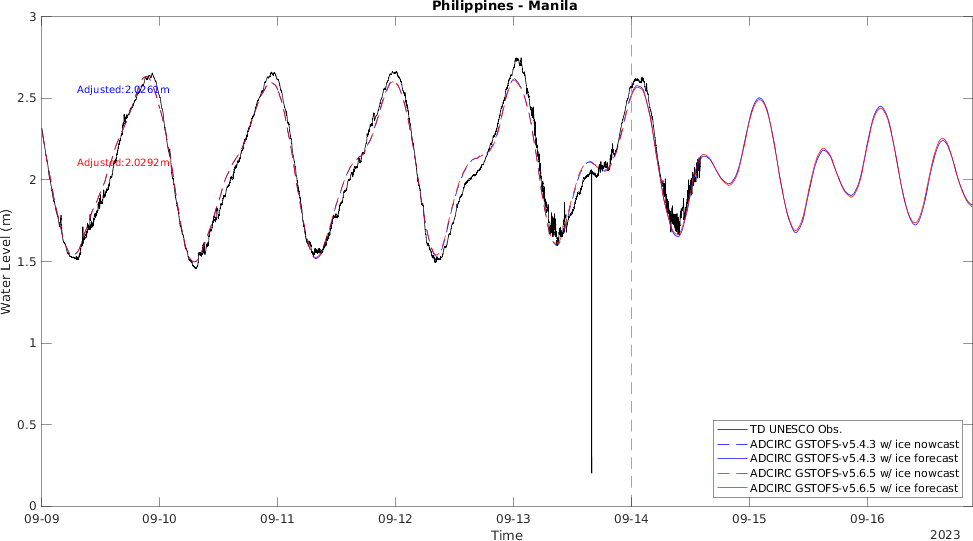 Philippines - Manila
3
2.5
2
1.5
1
0.5
0
Water Level (m)
Adjusted:2.0262m
Adjusted:2.0292m
TD UNESCO Obs.
ADCIRC GSTOFS-v5.4.3 w/ ice nowcast
ADCIRC GSTOFS-v5.4.3 w/ ice forecast
ADCIRC GSTOFS-v5.6.5 w/ ice nowcast
ADCIRC GSTOFS-v5.6.5 w/ ice forecast
09-09 09-10 09-11 09-12 09-13 09-14 09-15 09-16
Time
2023